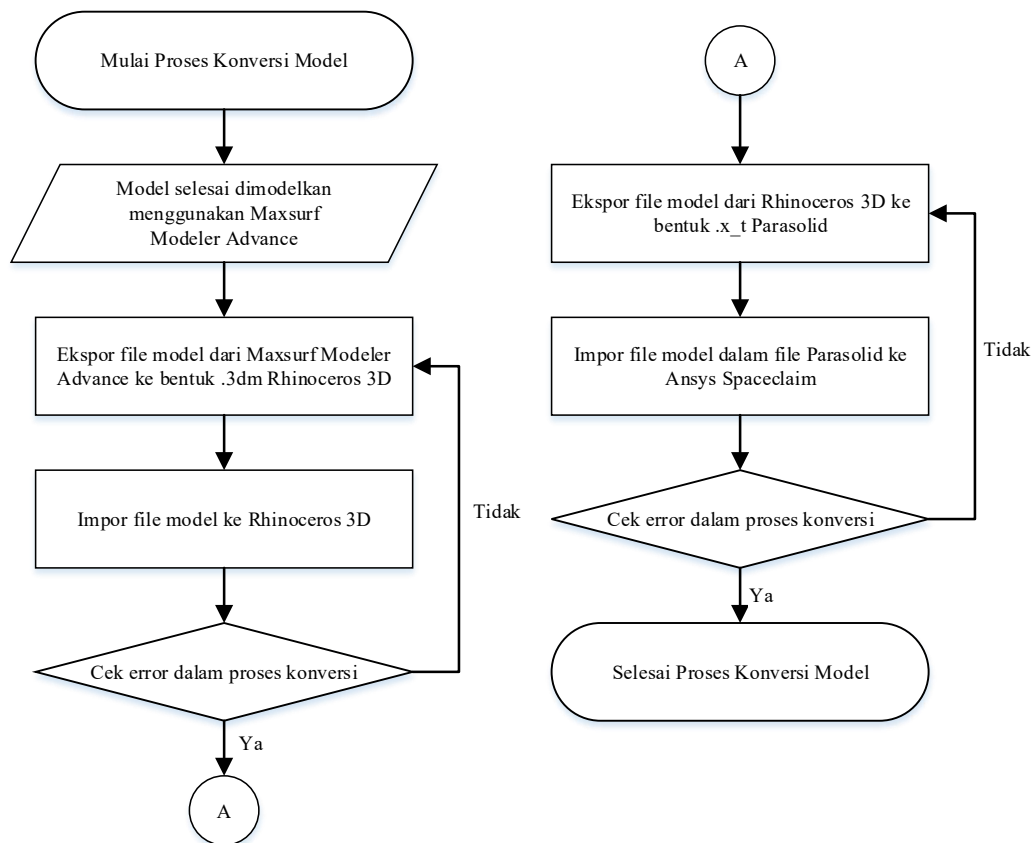 Mulai Proses Konversi Model
Model selesai dimodelkan
menggunakan Maxsurf
Modeler Advance
Ekspor file model dari Maxsurf Modeler
Advance ke bentuk .3dm Rhinoceros 3D
Impor file model ke Rhinoceros 3D
Tidak
Cek error dalam proses konversi
Ya
A
A
Ekspor file model dari Rhinoceros 3D ke
bentuk .x_t Parasolid
Impor file model dalam file Parasolid ke
Ansys Spaceclaim
Tidak
Cek error dalam proses konversi
Ya
Selesai Proses Konversi Model